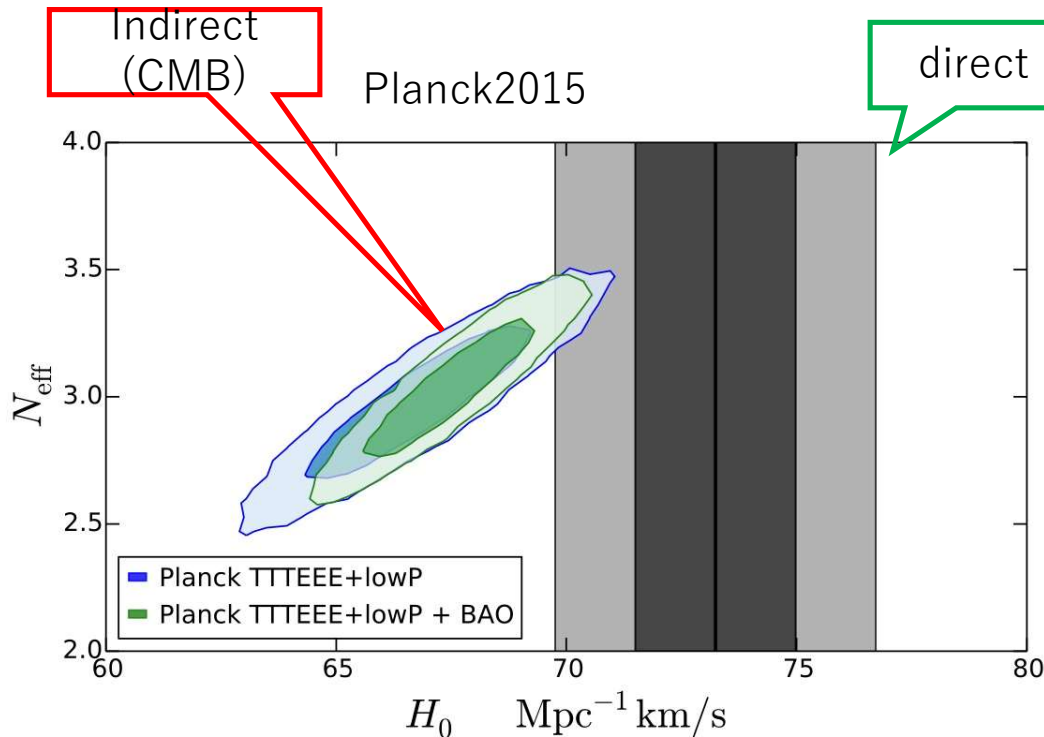 Indirect
(CMB)
direct
Planck2015
4.0
3.5
3.0
2.5
2.0
N_eff
60
65
70
75
80
H_0 Mpc^{-1} km/s
Planck TTTEEE+lowP
Planck TTTEEE+lowP + BAO